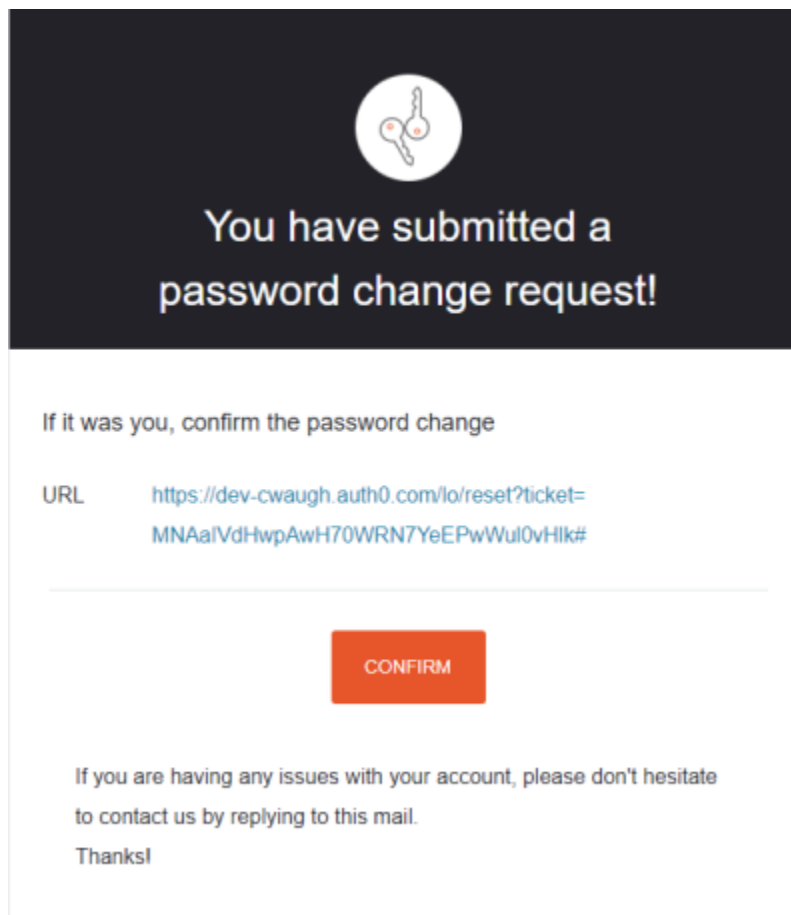 You have submitted a
password change request!
If it was you, confirm the password change
URL https://dev-cwaugh.auth0.com/lo/reset?ticket=
MNAaIVdHwpAwH70WRN7YeEPwWul0vHIk#
CONFIRM
If you are having any issues with your account, please don't hesitate
to contact us by replying to this mail.
Thanks!